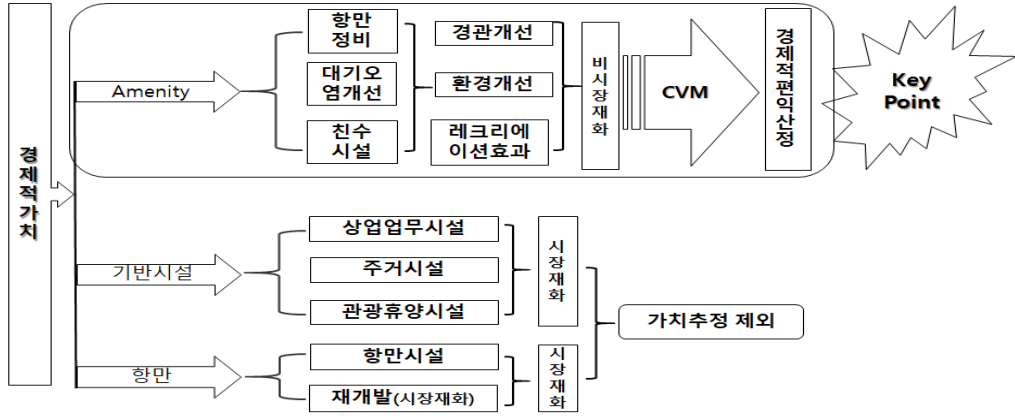 경제적가치
Amenity
항만
정비
대기오
염개선
친수
시설
경관개선
환경개선
레크리에
이션효과
비시장재화
CVM
경제적편익산정
Key
Point
기반시설
상업업무시설
주거시설
관광휴양시설
시장재화
가치추정 제외
항만
항만시설
재개발(시장재화)
시장재화